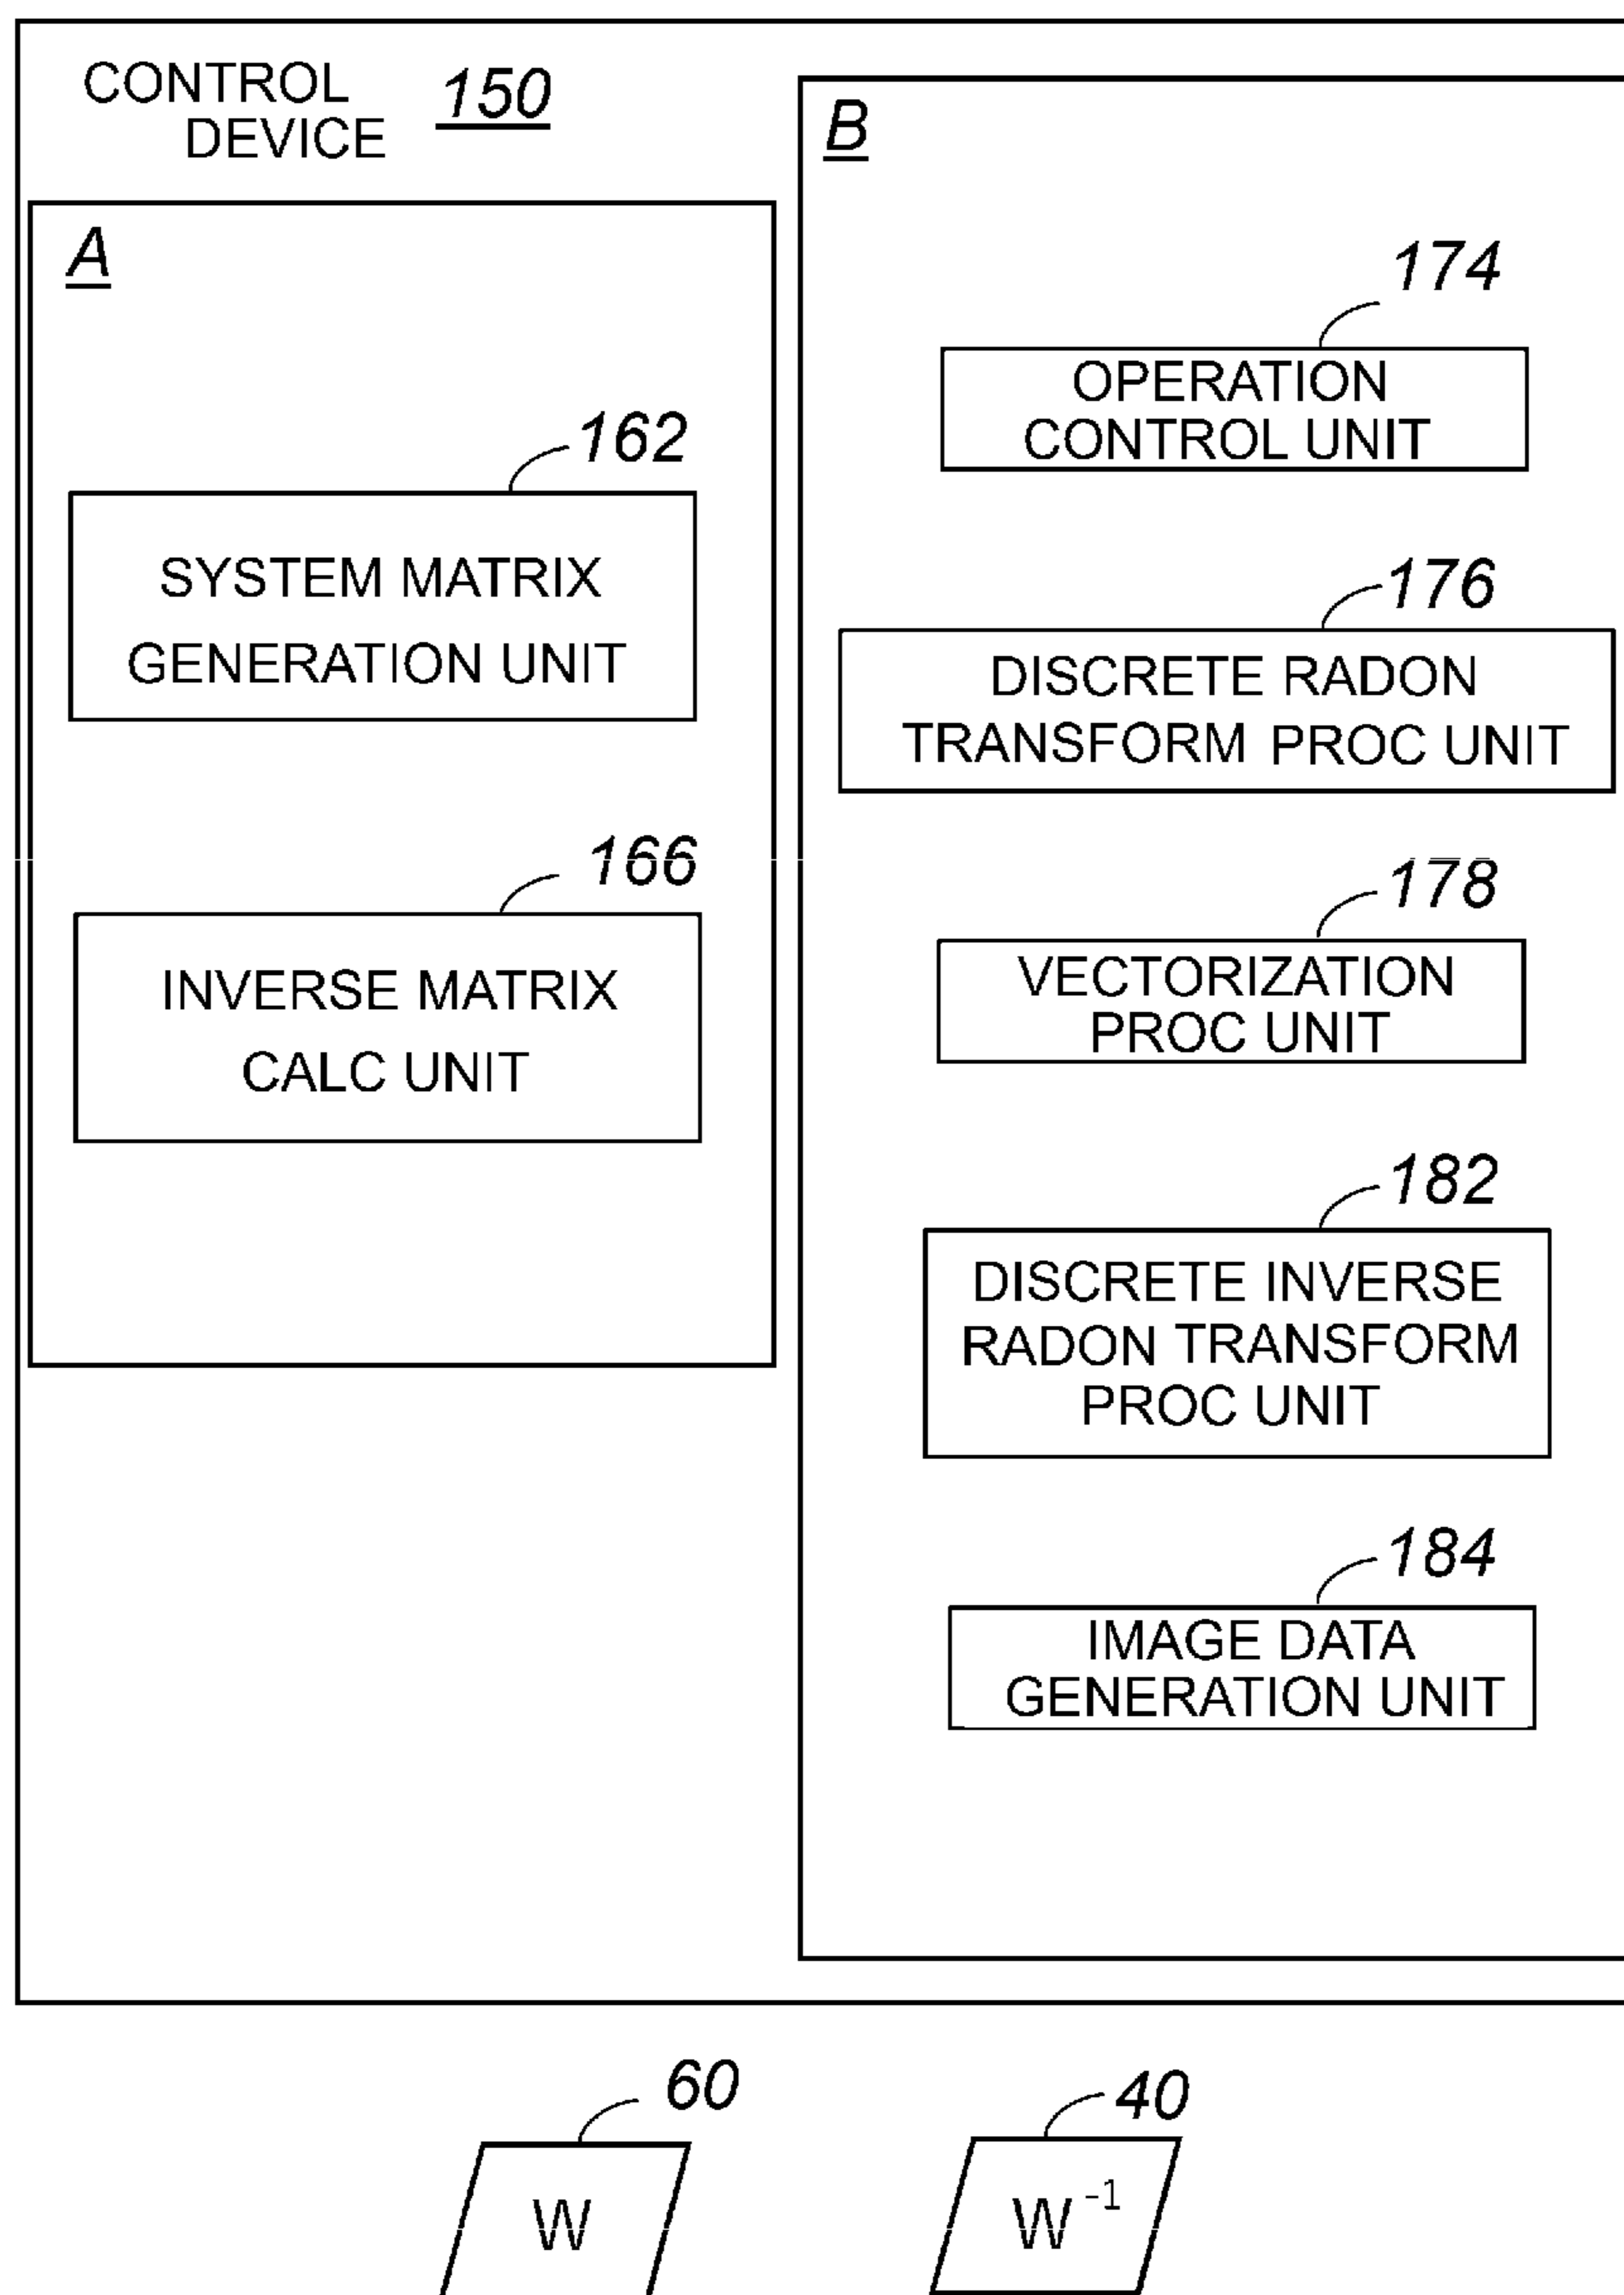 CONTROL
DEVICE
150
A
162
SYSTEM MATRIX
GENERATION UNIT
166
INVERSE MATRIX
CALC UNIT
B
174
OPERATION
CONTROL UNIT
176
DISCRETE RADON
TRANSFORM PROC UNIT
178
VECTORIZATION
PROC UNIT
182
DISCRETE INVERSE
RADON TRANSFORM
PROC UNIT
184
IMAGE DATA
GENERATION UNIT
60
W
40
W⁻¹